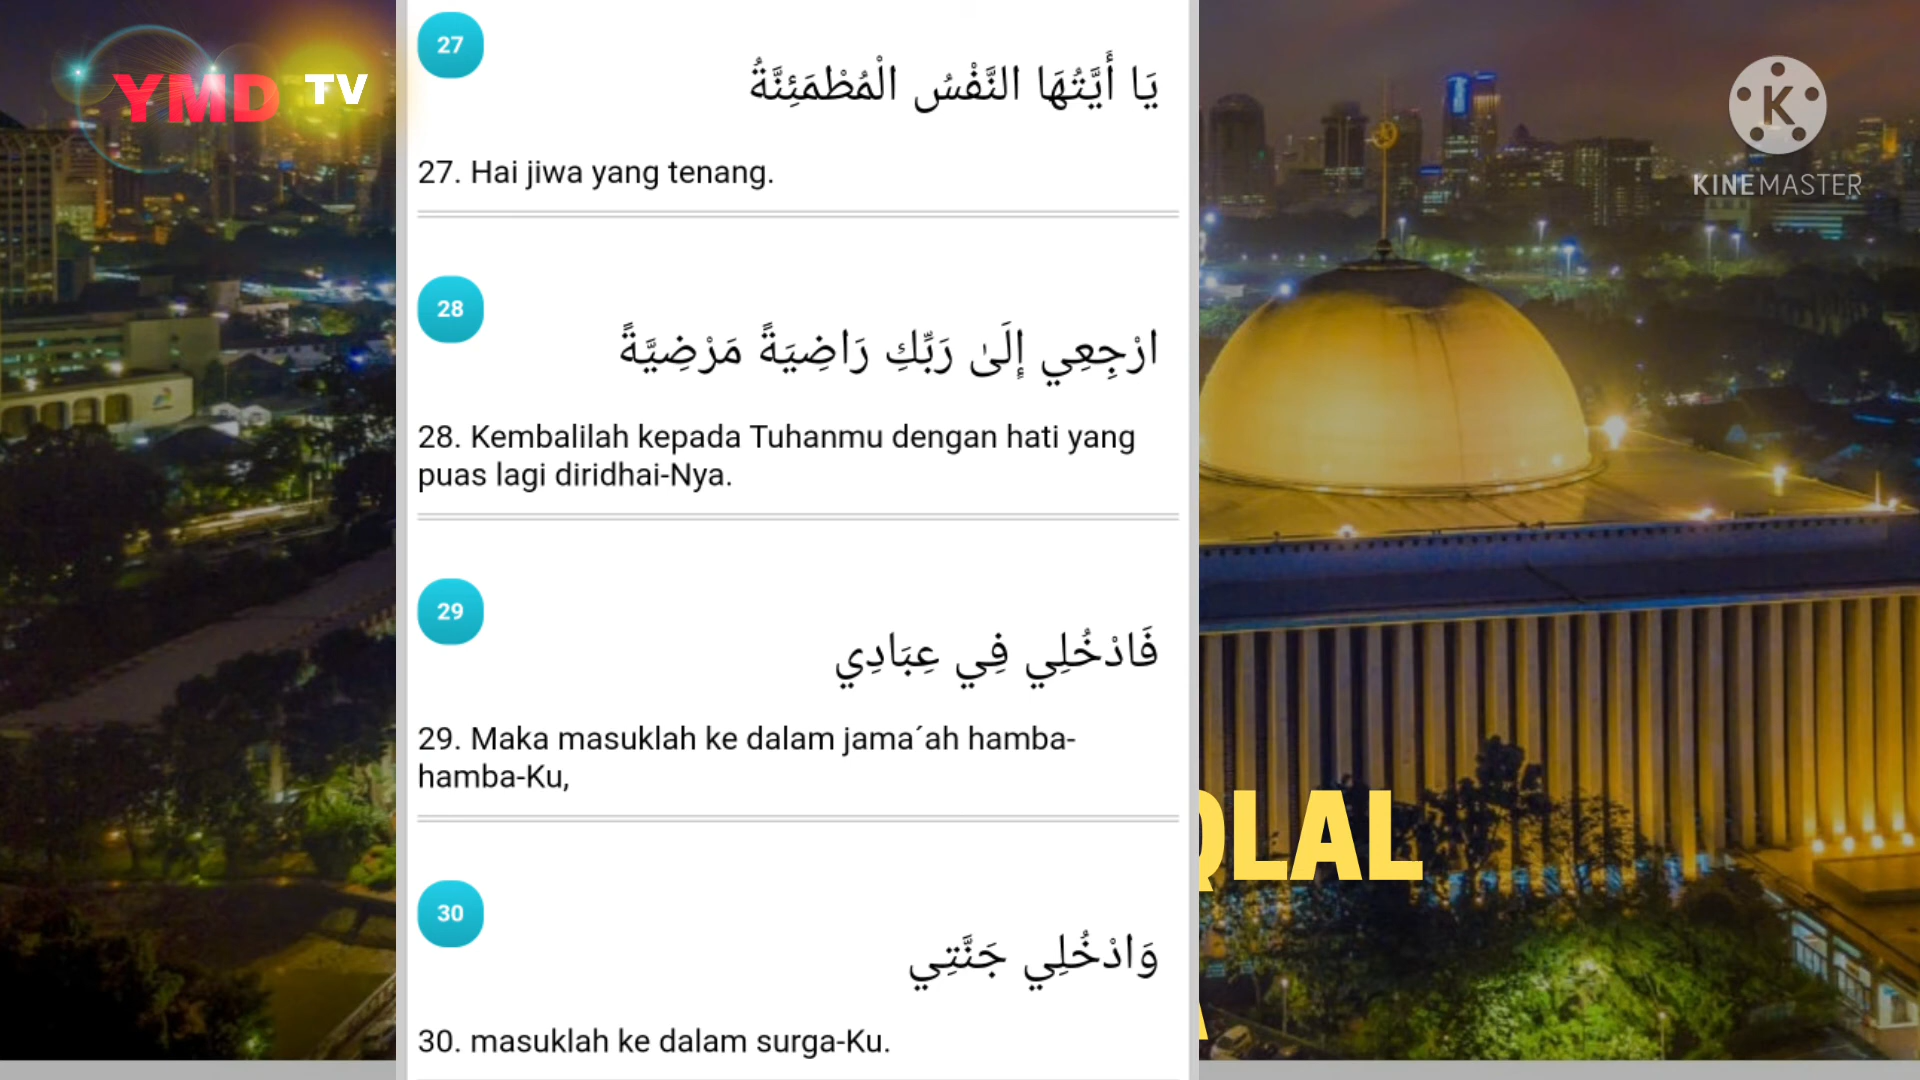 YMD TV
27
يَا أَيَّتُهَا النَّفْسُ الْمُطْمَئِنَّةُ
27. Hai jiwa yang tenang.
28
ارْجِعِي إِلَىٰ رَبِّكِ رَاضِيَةً مَرْضِيَّةً
28. Kembalilah kepada Tuhanmu dengan hati yang
puas lagi diridhai-Nya.
29
فَادْخُلِي فِي عِبَادِي
29. Maka masuklah ke dalam jama´ah hamba-
hamba-Ku,
30
وَادْخُلِي جَنَّتِي
30. masuklah ke dalam surga-Ku.
K
KINEMASTER
QLAL